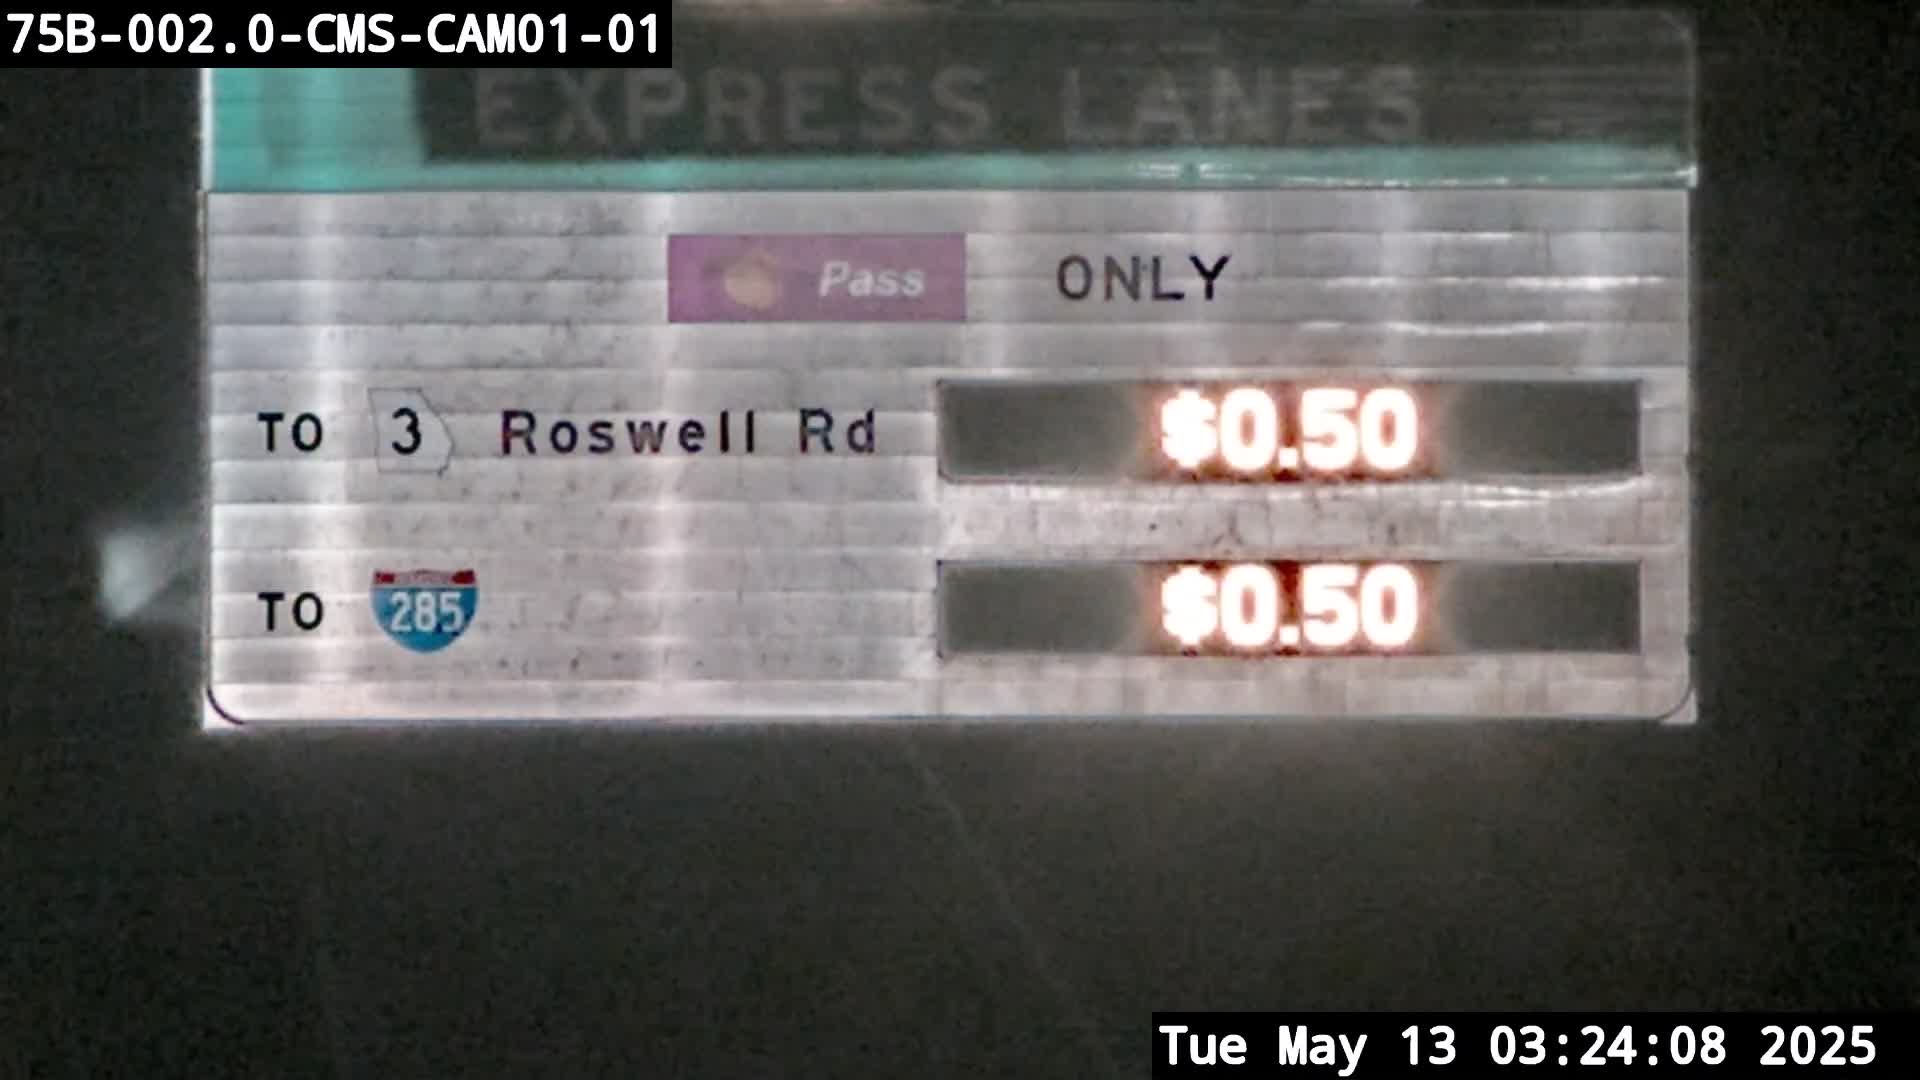 75B-002.0-CMS-CAM01-01
EXPRESS LANES
Pass ONLY
TO 3 Roswell Rd $0.50
TO 285 $0.50
Tue May 13 03:24:08 2025